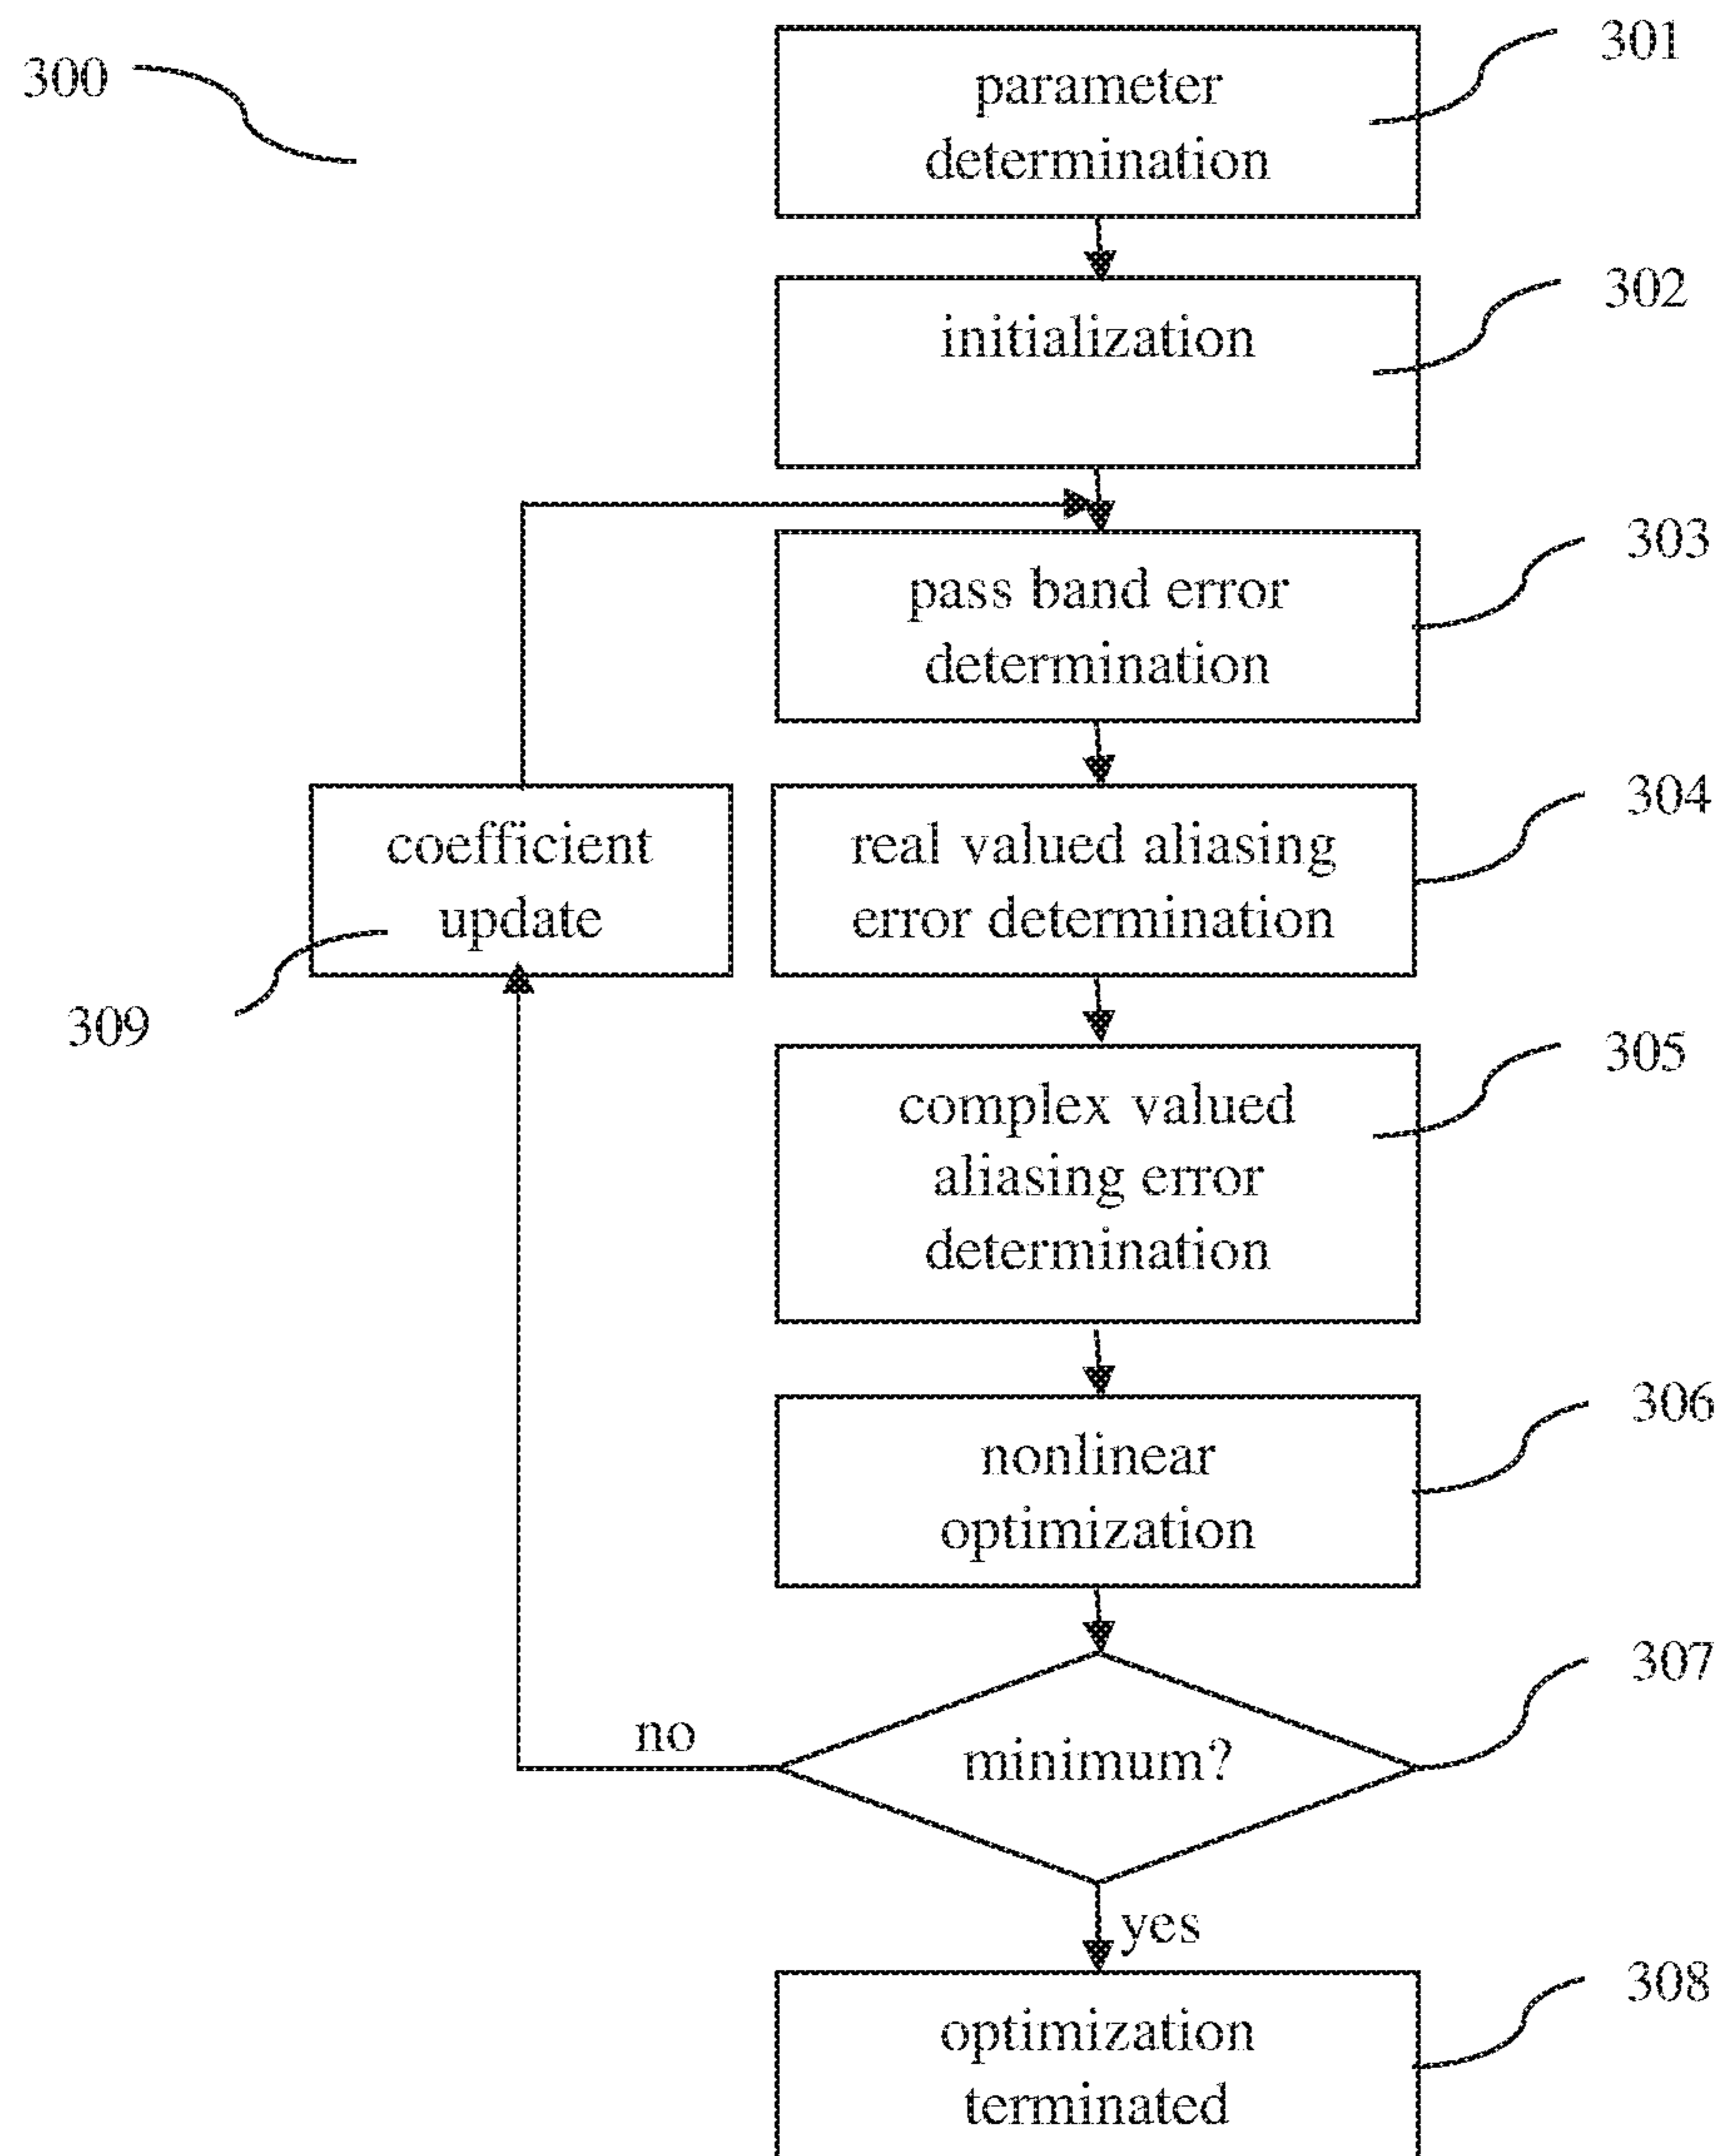 300
301
parameter
determination
302
initialization
303
pass band error
determination
304
real valued aliasing
error determination
coefficient
update
309
305
complex valued
aliasing error
determination
306
nonlinear
optimization
307
minimum?
no
yes
308
optimization
terminated